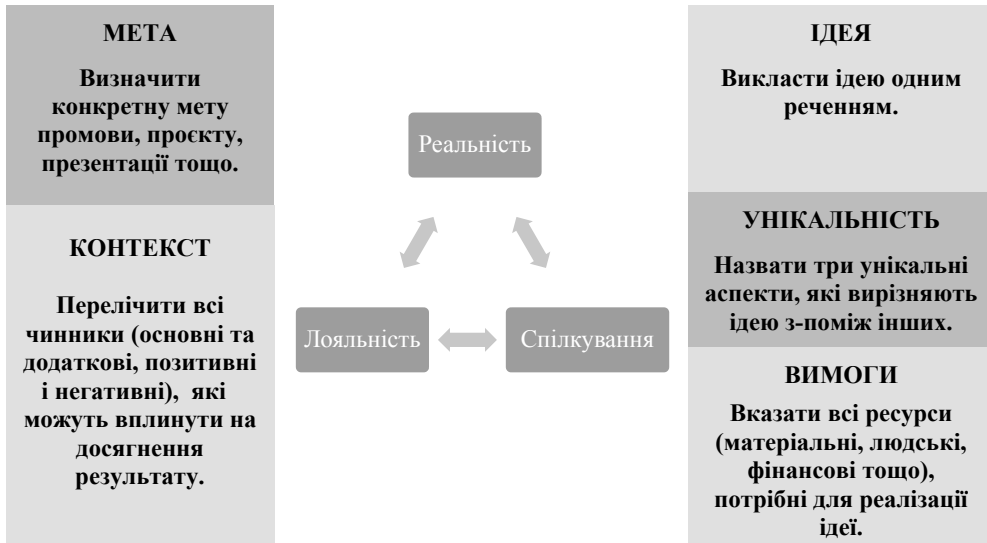 МЕТА
Визначити
конкретну мету
промови, проєкту,
презентації тощо.
КОНТЕКСТ
Перелічити всі
чинники (основні та
додаткові, позитивні
і негативні), які
можуть вплинути на
досягнення
результату.
Реальність
Лояльність
Спілкування
ІДЕЯ
Викласти ідею одним
реченням.
УНІКАЛЬНІСТЬ
Назвати три унікальні
аспекти, які вирізняють
ідею з-поміж інших.
ВИМОГИ
Вказати всі ресурси
(матеріальні, людські,
фінансові тощо),
потрібні для реалізації
ідеї.